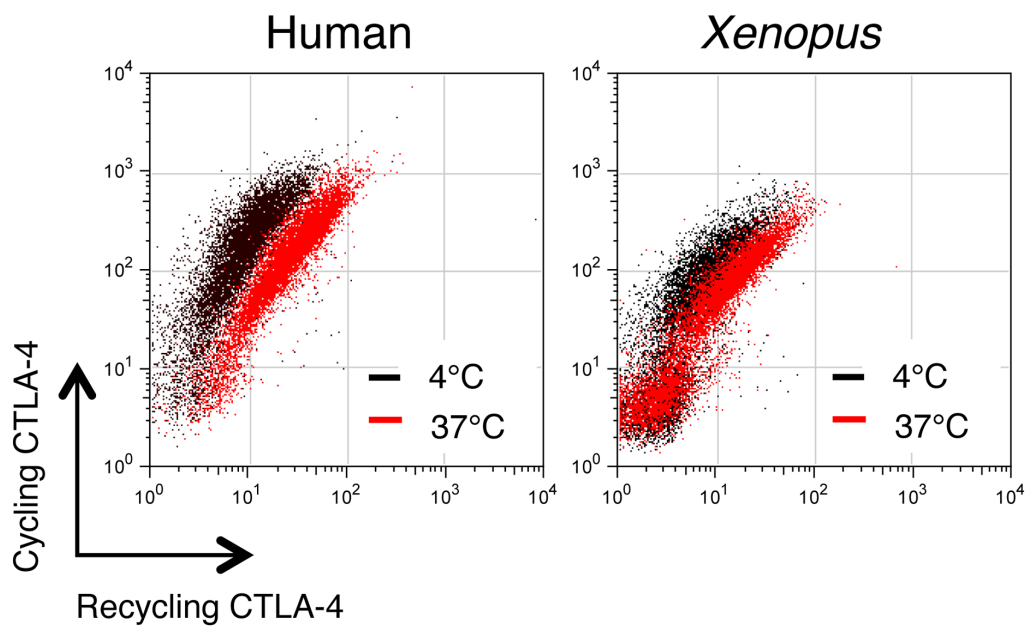 Human
Xenopus
10⁴
10³
10²
10¹
10⁰
10⁰ 10¹ 10² 10³ 10⁴
4°C
37°C
10⁴
10³
10²
10¹
10⁰
10⁰ 10¹ 10² 10³ 10⁴
4°C
37°C
Cycling CTLA-4
Recycling CTLA-4